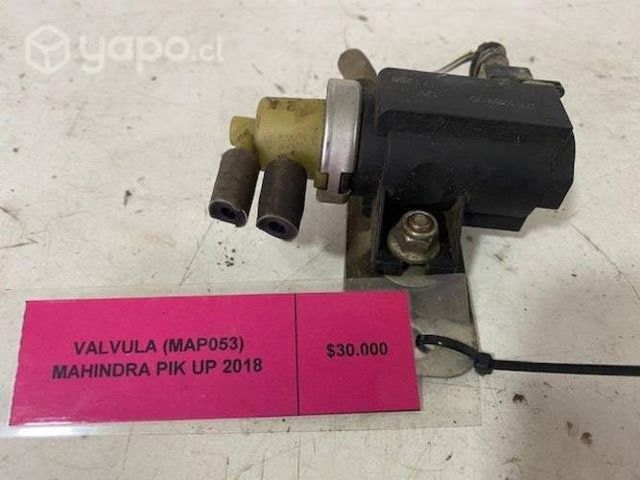 yapo.cl
VALVULA (MAP053)
MAHINDRA PIK UP 2018
$30.000